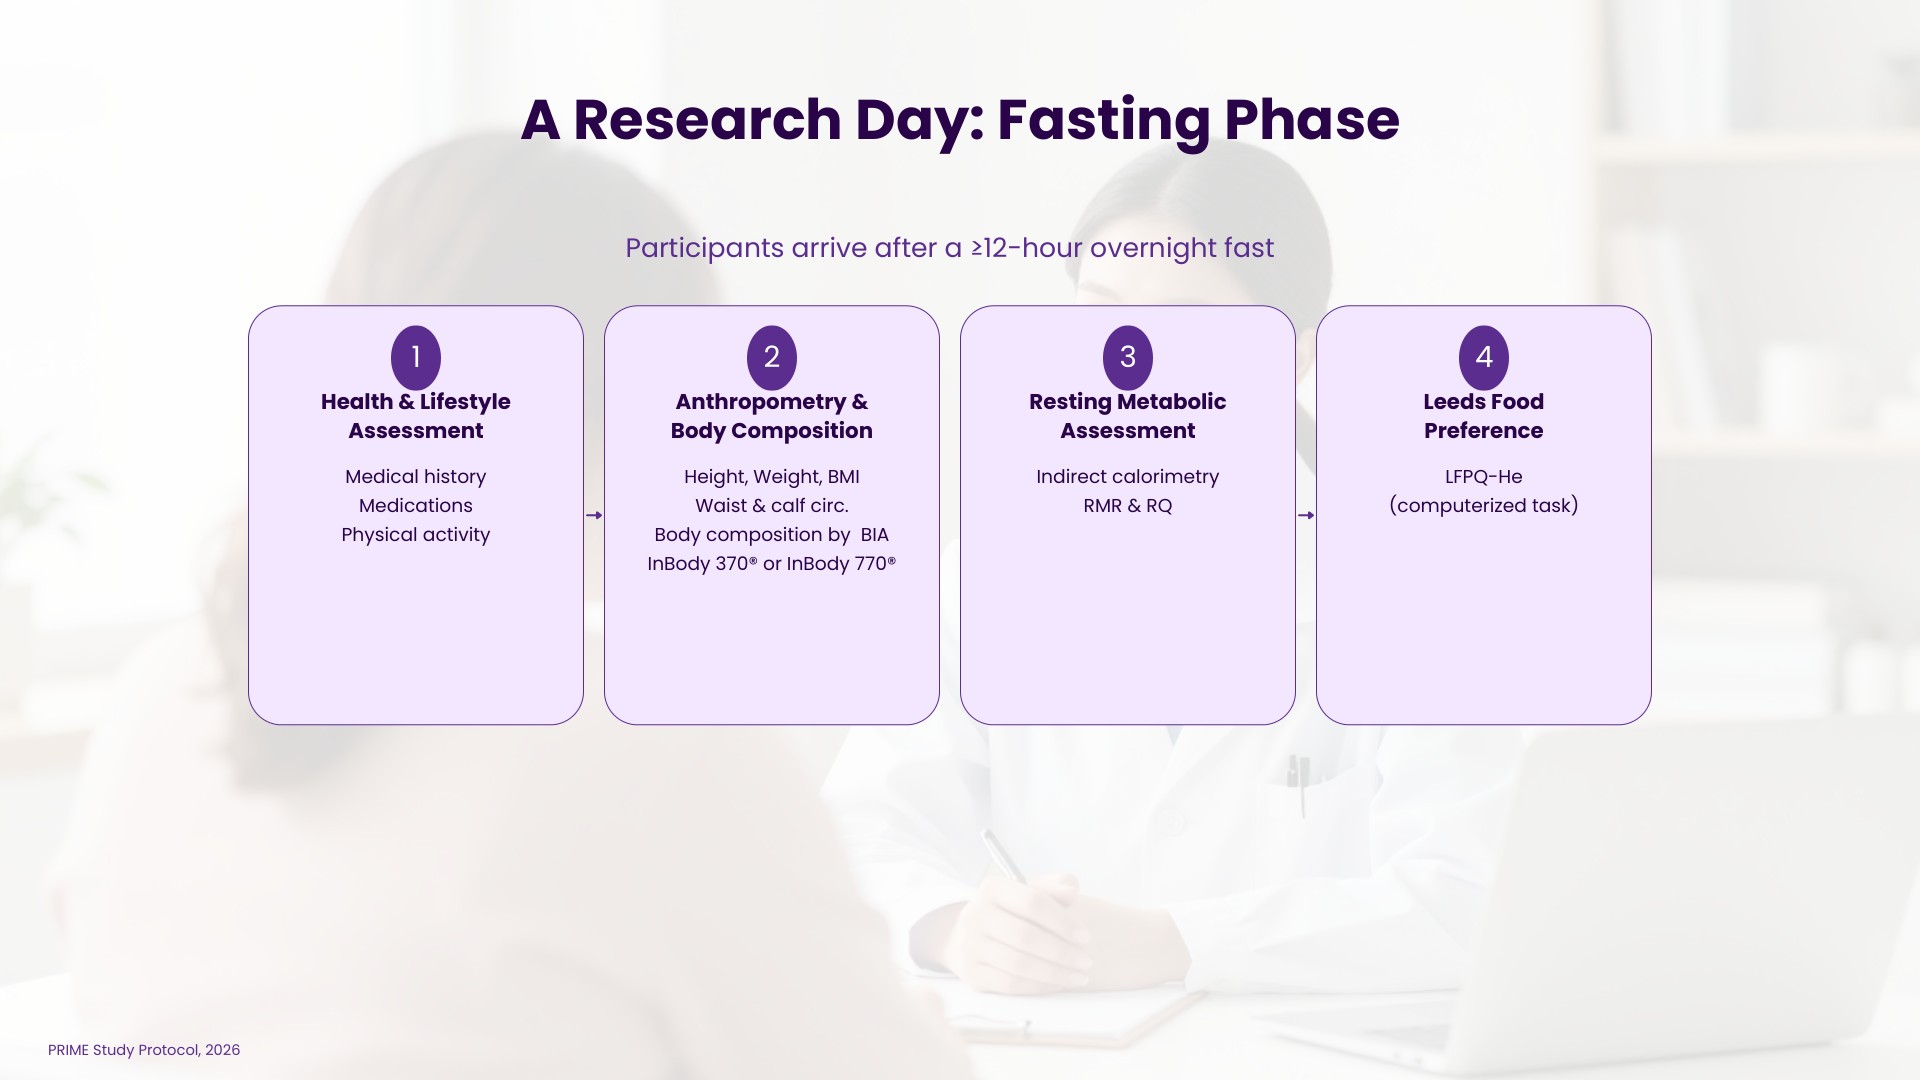 A Research Day: Fasting Phase
Participants arrive after a ≥12-hour overnight fast
1
Health & Lifestyle
Assessment
Medical history
Medications
Physical activity
→
2
Anthropometry &
Body Composition
Height, Weight, BMI
Waist & calf circ.
Body composition by  BIA
InBody 370® or InBody 770®
3
Resting Metabolic
Assessment
Indirect calorimetry
RMR & RQ
→
4
Leeds Food
Preference
LFPQ-He
(computerized task)
PRIME Study Protocol, 2026